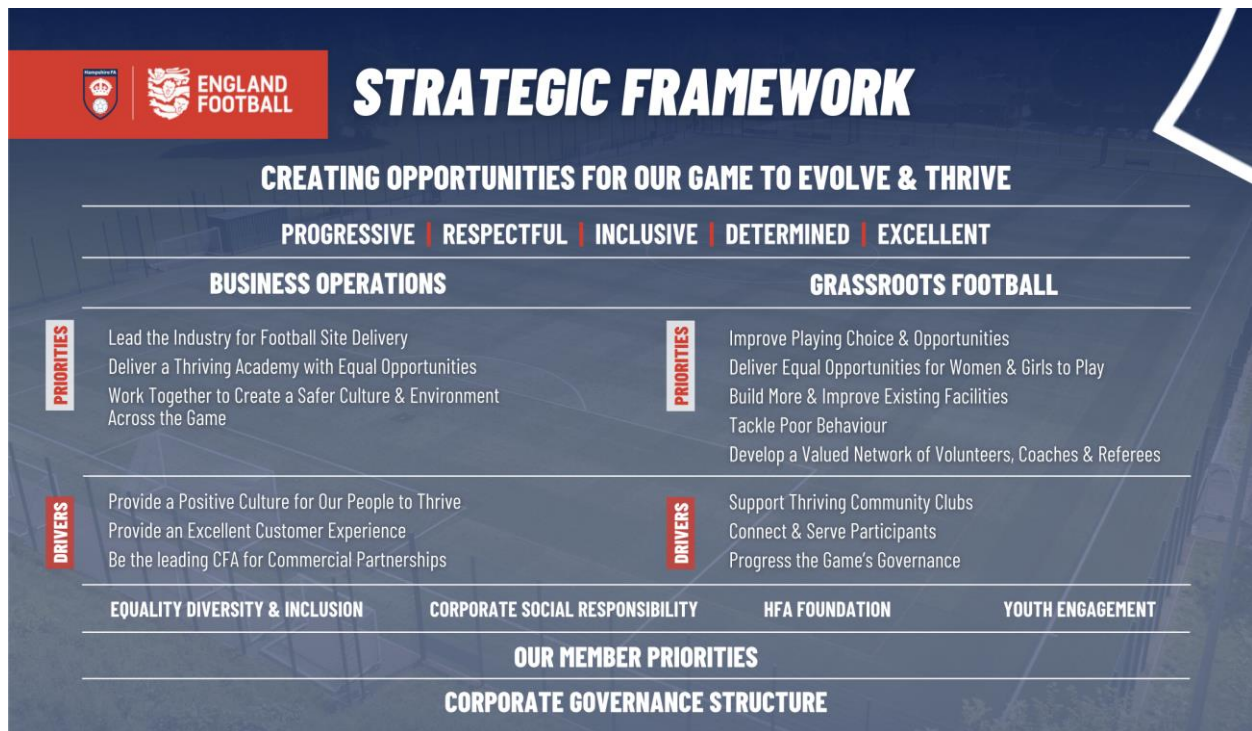 Hampshire FA
ENGLAND
FOOTBALL
STRATEGIC FRAMEWORK
CREATING OPPORTUNITIES FOR OUR GAME TO EVOLVE & THRIVE
PROGRESSIVE | RESPECTFUL | INCLUSIVE | DETERMINED | EXCELLENT
BUSINESS OPERATIONS
PRIORITIES
Lead the Industry for Football Site Delivery
Deliver a Thriving Academy with Equal Opportunities
Work Together to Create a Safer Culture & Environment
Across the Game
DRIVERS
Provide a Positive Culture for Our People to Thrive
Provide an Excellent Customer Experience
Be the leading CFA for Commercial Partnerships
GRASSROOTS FOOTBALL
PRIORITIES
Improve Playing Choice & Opportunities
Deliver Equal Opportunities for Women & Girls to Play
Build More & Improve Existing Facilities
Tackle Poor Behaviour
Develop a Valued Network of Volunteers, Coaches & Referees
DRIVERS
Support Thriving Community Clubs
Connect & Serve Participants
Progress the Game's Governance
EQUALITY DIVERSITY & INCLUSION
CORPORATE SOCIAL RESPONSIBILITY
HFA FOUNDATION
YOUTH ENGAGEMENT
OUR MEMBER PRIORITIES
CORPORATE GOVERNANCE STRUCTURE